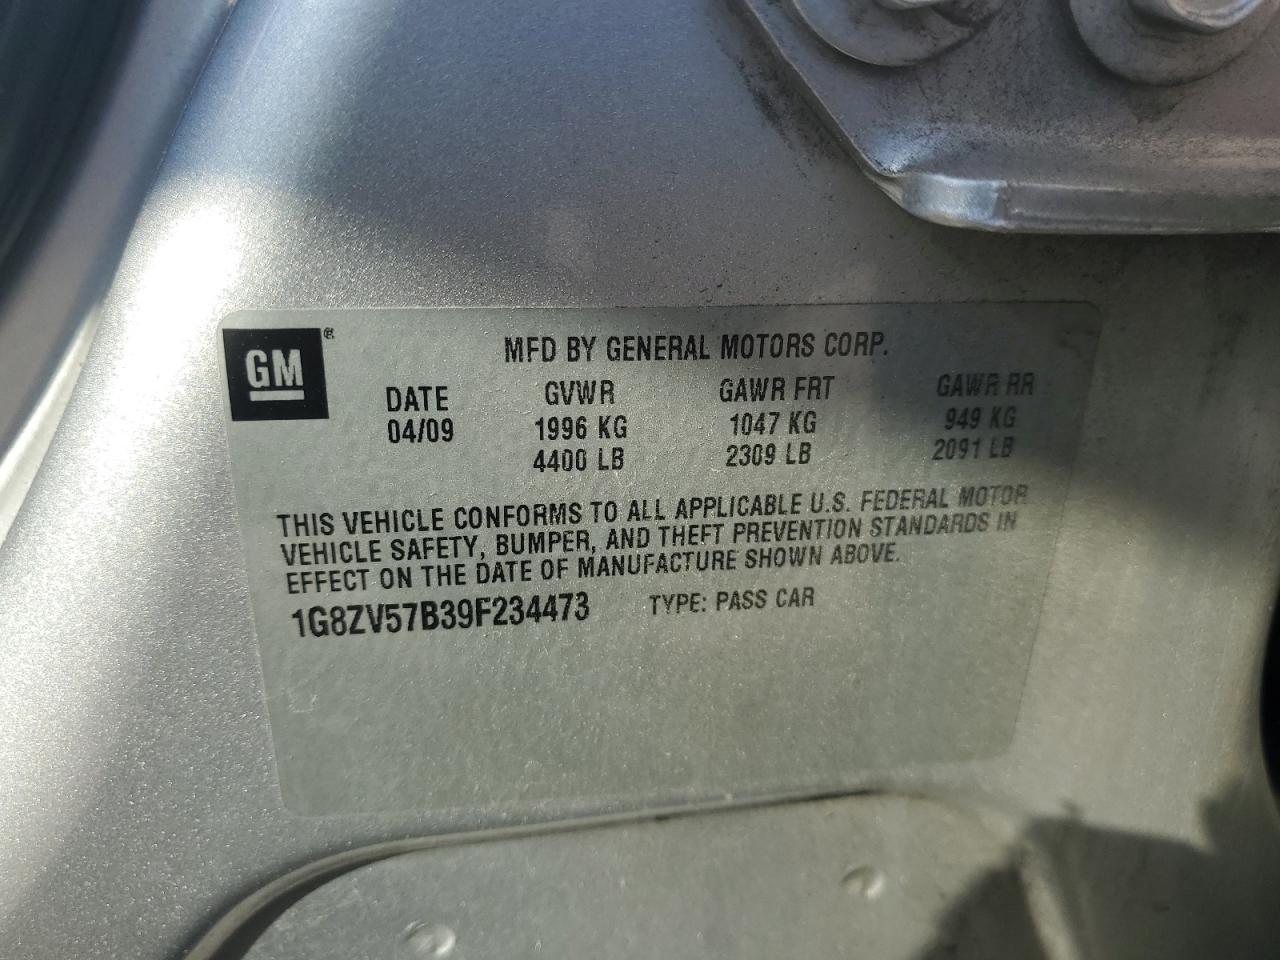 GM®
MFD BY GENERAL MOTORS CORP.
DATE GVWR GAWR FRT GAWR RR
04/09 1996 KG 1047 KG 949 KG
4400 LB 2309 LB 2091 LB
THIS VEHICLE CONFORMS TO ALL APPLICABLE U.S. FEDERAL MOTOR
VEHICLE SAFETY, BUMPER, AND THEFT PREVENTION STANDARDS IN
EFFECT ON THE DATE OF MANUFACTURE SHOWN ABOVE.
1G8ZV57B39F234473 TYPE: PASS CAR